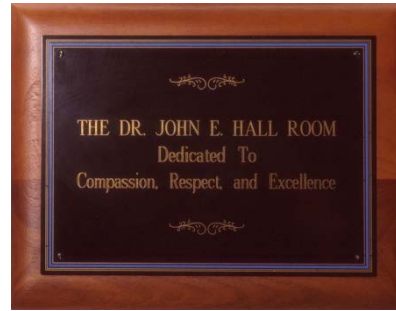 THE DR. JOHN E. HALL ROOM
Dedicated To
Compassion, Respect, and Excellence